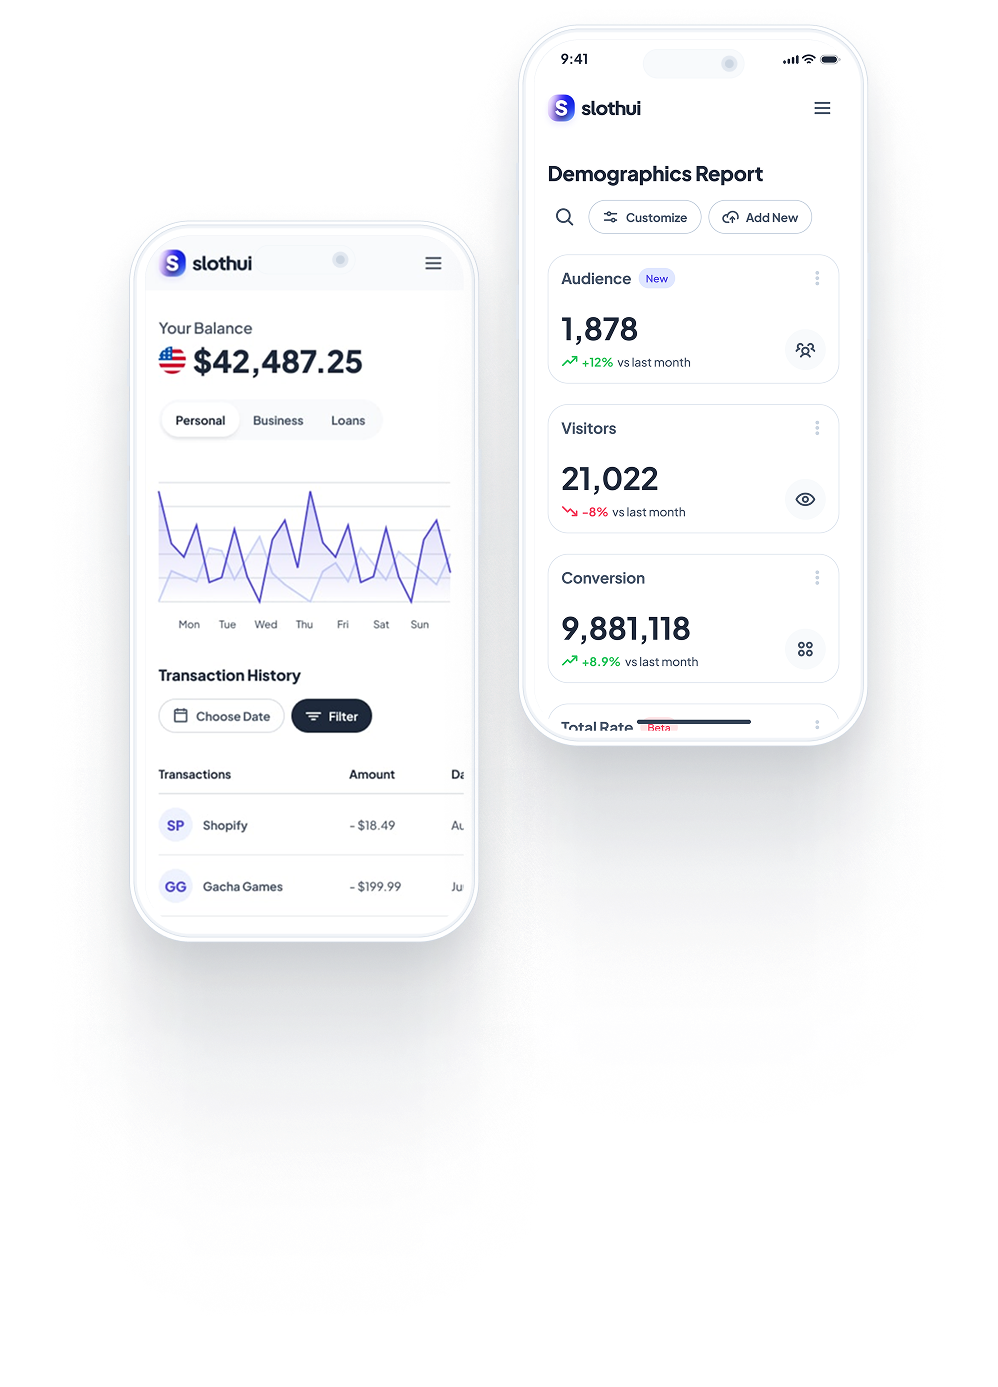 slothui
Your Balance
$42,487.25
Personal Business Loans
Mon Tue Wed Thu Fri Sat Sun
Transaction History
Choose Date Filter
Transactions Amount
SP Shopify - $18.49
GG Gacha Games - $199.99
9:41
slothui
Demographics Report
Customize Add New
Audience New
1,878
+12% vs last month
Visitors
21,022
-8% vs last month
Conversion
9,881,118
+8.9% vs last month
Total Rate Beta